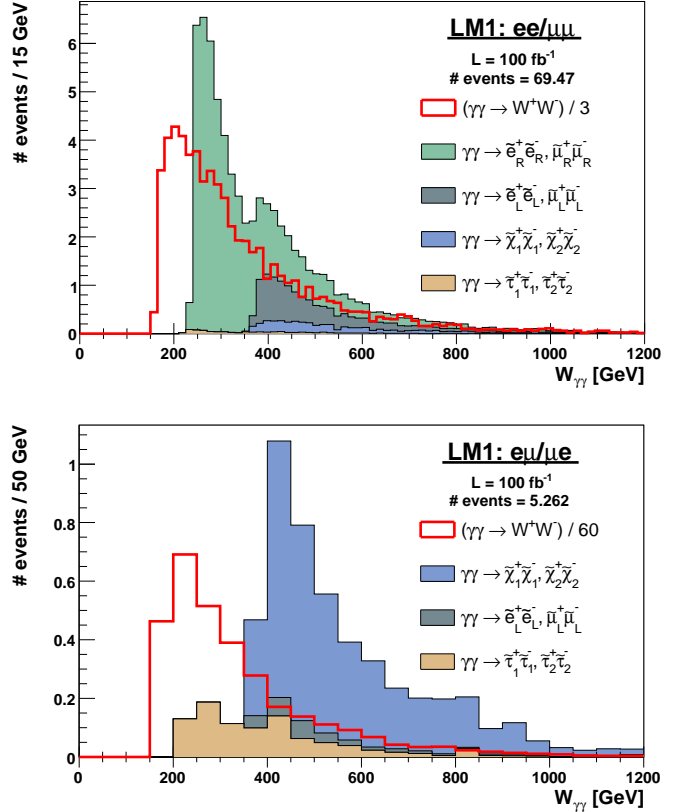 LM1: ee/μμ
L = 100 fb⁻¹
# events = 69.47
(γγ → W⁺W⁻) / 3
γγ → ẽ⁺_R ẽ⁻_R, μ̃⁺_R μ̃⁻_R
γγ → ẽ⁺_L ẽ⁻_L, μ̃⁺_L μ̃⁻_L
γγ → χ̃⁺_1 χ̃⁻_1, χ̃⁺_2 χ̃⁻_2
γγ → τ̃⁺_1 τ̃⁻_1, τ̃⁺_2 τ̃⁻_2
# events / 15 GeV
6
5
4
3
2
1
0
0 200 400 600 800 1000 1200
W_γγ [GeV]
LM1: eμ/μe
L = 100 fb⁻¹
# events = 5.262
(γγ → W⁺W⁻) / 60
γγ → χ̃⁺_1 χ̃⁻_1, χ̃⁺_2 χ̃⁻_2
γγ → ẽ⁺_L ẽ⁻_L, μ̃⁺_L μ̃⁻_L
γγ → τ̃⁺_1 τ̃⁻_1, τ̃⁺_2 τ̃⁻_2
# events / 50 GeV
1
0.8
0.6
0.4
0.2
0
0 200 400 600 800 1000 1200
W_γγ [GeV]